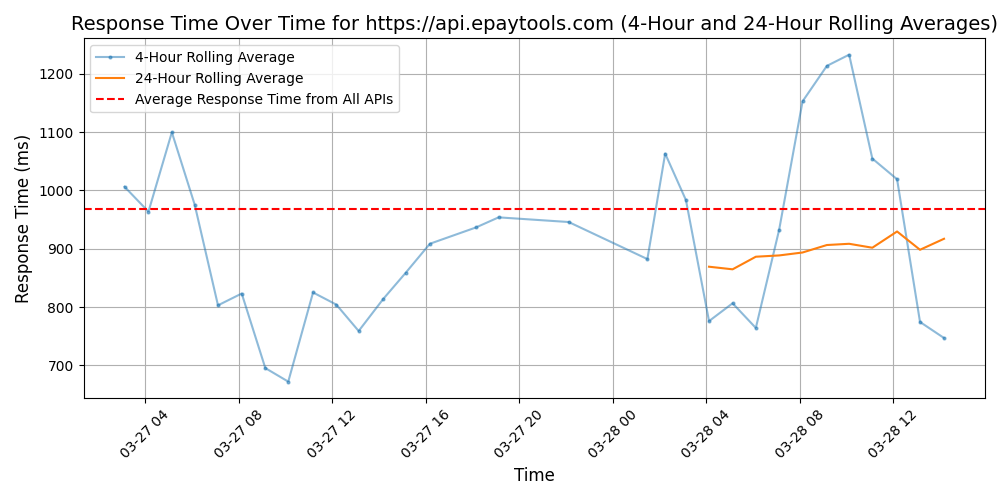 Response Time Over Time for https://api.epaytools.com (4-Hour and 24-Hour Rolling Averages)
4-Hour Rolling Average
24-Hour Rolling Average
Average Response Time from All APIs
Response Time (ms)
1200
1100
1000
900
800
700
03-27 04
03-27 08
03-27 12
03-27 16
03-27 20
03-28 00
03-28 04
03-28 08
03-28 12
Time